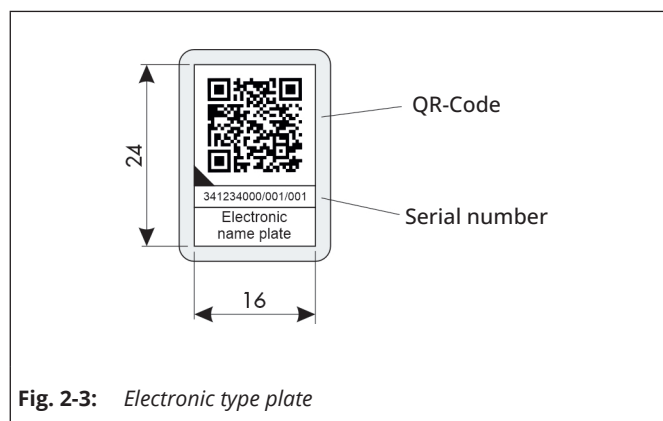 QR-Code
24
341234000/001/001
Serial number
Electronic
name plate
16
Fig. 2-3: Electronic type plate